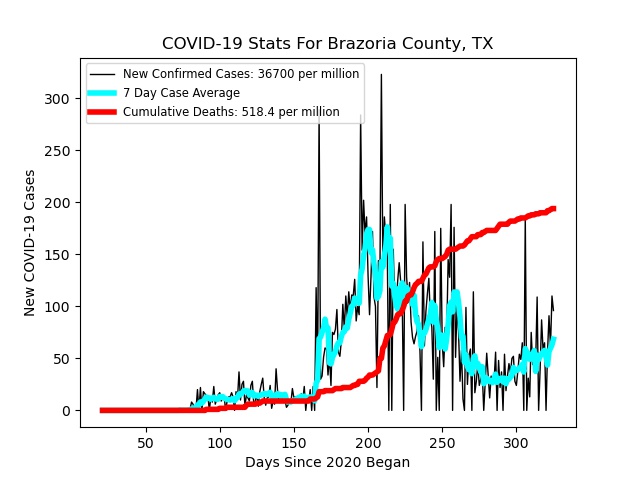 COVID-19 Stats For Brazoria County, TX
New Confirmed Cases: 36700 per million
7 Day Case Average
Cumulative Deaths: 518.4 per million
New COVID-19 Cases
300
250
200
150
100
50
0
50 100 150 200 250 300
Days Since 2020 Began